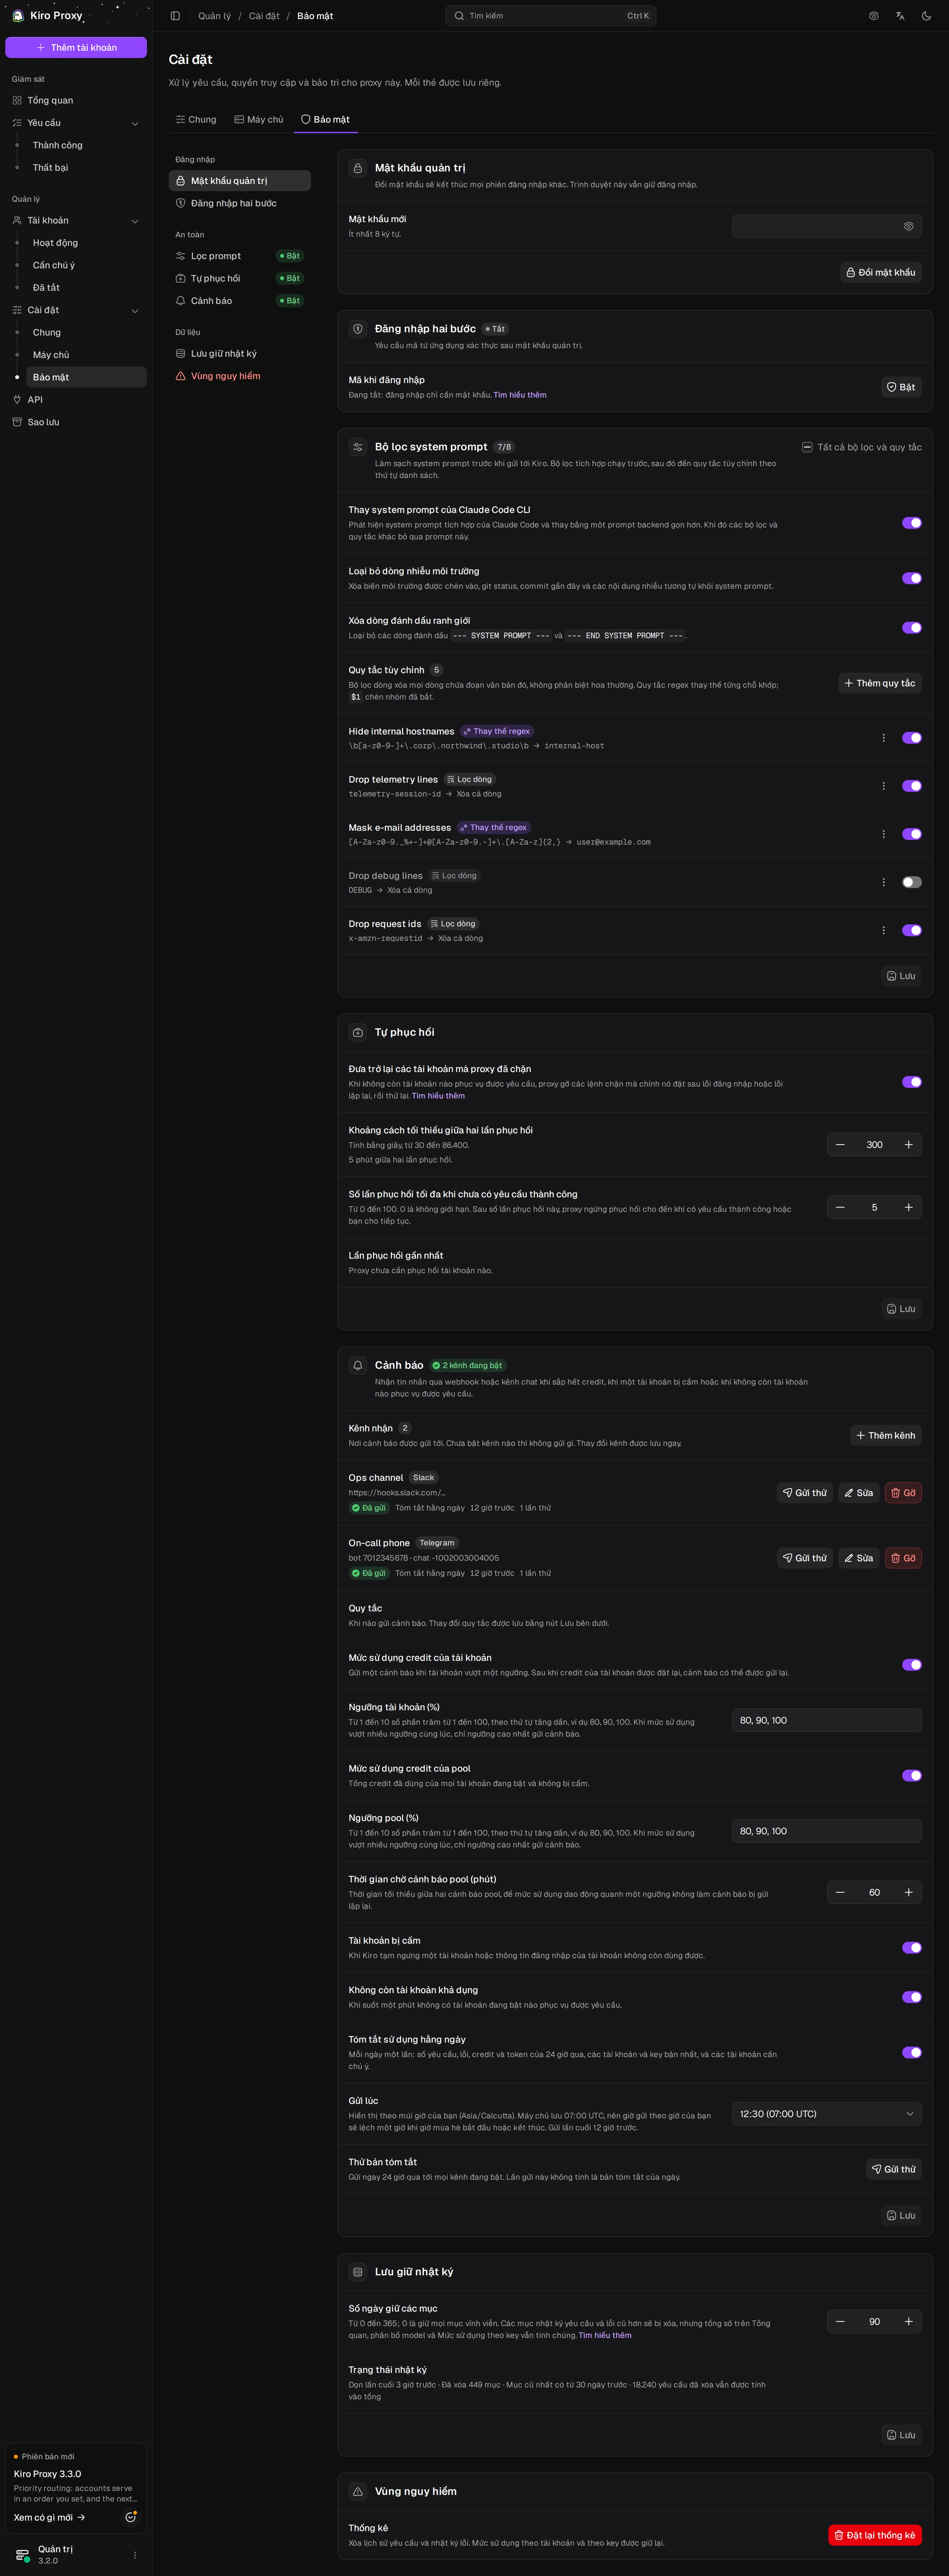 Kiro Proxy
Thêm tài khoản
Giám sát
Tổng quan
Yêu cầu
Thành công
Thất bại
Quản lý
Tài khoản
Hoạt động
Cần chú ý
Đã tắt
Cài đặt
Chung
Máy chủ
Bảo mật
API
Sao lưu
Phiên bản mới
Kiro Proxy 3.3.0
Priority routing: accounts serve
in an order you set, and the next...
Xem có gì mới →
Quản trị
3.2.0
Quản lý / Cài đặt / Bảo mật
Tìm kiếm Ctrl K
Cài đặt
Xử lý yêu cầu, quyền truy cập và bảo trì cho proxy này. Mỗi thẻ được lưu riêng.
Chung Máy chủ Bảo mật
Đăng nhập
Mật khẩu quản trị
Đăng nhập hai bước
An toàn
Lọc prompt Bật
Tự phục hồi Bật
Cảnh báo Bật
Dữ liệu
Lưu giữ nhật ký
Vùng nguy hiểm
Mật khẩu quản trị
Đổi mật khẩu sẽ kết thúc mọi phiên đăng nhập khác. Trình duyệt này vẫn giữ đăng nhập.
Mật khẩu mới
Ít nhất 8 ký tự.
Đổi mật khẩu
Đăng nhập hai bước Tắt
Yêu cầu mã từ ứng dụng xác thực sau mật khẩu quản trị.
Mã khi đăng nhập
Đang tắt: đăng nhập chỉ cần mật khẩu. Tìm hiểu thêm
Bật
Bộ lọc system prompt 7/8
Tất cả bộ lọc và quy tắc
Làm sạch system prompt trước khi gửi tới Kiro. Bộ lọc tích hợp chạy trước, sau đó đến quy tắc tùy chỉnh theo
thứ tự danh sách.
Thay system prompt của Claude Code CLI
Phát hiện system prompt tích hợp của Claude Code và thay bằng một prompt backend gọn hơn. Khi đó các bộ lọc và
quy tắc khác bỏ qua prompt này.
Loại bỏ dòng nhiễu môi trường
Xóa biến môi trường được chèn vào, git status, commit gần đây và các nội dung nhiễu tương tự khỏi system prompt.
Xóa dòng đánh dấu ranh giới
Loại bỏ các dòng đánh dấu --- SYSTEM PROMPT --- và --- END SYSTEM PROMPT ---.
Quy tắc tùy chỉnh 5
Bộ lọc dòng xóa mọi dòng chứa đoạn văn bản đó, không phân biệt hoa thường. Quy tắc regex thay thế từng chỗ khớp;
$1 chèn nhóm đã bắt.
Thêm quy tắc
Hide internal hostnames Thay thế regex
\b[a-z0-9-]+\.corp\.northwind\.studio\b → internal-host
Drop telemetry lines Lọc dòng
telemetry-session-id → Xóa cả dòng
Mask e-mail addresses Thay thế regex
[A-Za-z0-9._%+-]+@[A-Za-z0-9.-]+\.[A-Za-z]{2,} → user@example.com
Drop debug lines Lọc dòng
DEBUG → Xóa cả dòng
Drop request ids Lọc dòng
x-amzn-requestid → Xóa cả dòng
Lưu
Tự phục hồi
Đưa trở lại các tài khoản mà proxy đã chặn
Khi không còn tài khoản nào phục vụ được yêu cầu, proxy gỡ các lệnh chặn mà chính nó đặt sau lỗi đăng nhập hoặc lỗi
lặp lại, rồi thử lại. Tìm hiểu thêm
Khoảng cách tối thiểu giữa hai lần phục hồi
Tính bằng giây, từ 30 đến 86.400.
5 phút giữa hai lần phục hồi.
300
Số lần phục hồi tối đa khi chưa có yêu cầu thành công
Từ 0 đến 100. 0 là không giới hạn. Sau số lần phục hồi này, proxy ngừng phục hồi cho đến khi có yêu cầu thành công hoặc
bạn cho tiếp tục.
5
Lần phục hồi gần nhất
Proxy chưa cần phục hồi tài khoản nào.
Lưu
Cảnh báo 2 kênh đang bật
Nhận tin nhắn qua webhook hoặc kênh chat khi sắp hết credit, khi một tài khoản bị cấm hoặc khi không còn tài khoản
nào phục vụ được yêu cầu.
Kênh nhận 2
Nơi cảnh báo được gửi tới. Chưa bật kênh nào thì không gửi gì. Thay đổi kênh được lưu ngay.
Thêm kênh
Ops channel Slack
https://hooks.slack.com/...
Đã gửi Tóm tắt hằng ngày 12 giờ trước 1 lần thử
Gửi thử Sửa Gỡ
On-call phone Telegram
bot 7012345678 · chat -1002003004005
Đã gửi Tóm tắt hằng ngày 12 giờ trước 1 lần thử
Gửi thử Sửa Gỡ
Quy tắc
Khi nào gửi cảnh báo. Thay đổi quy tắc được lưu bằng nút Lưu bên dưới.
Mức sử dụng credit của tài khoản
Gửi một cảnh báo khi tài khoản vượt một ngưỡng. Sau khi credit của tài khoản được đặt lại, cảnh báo có thể được gửi lại.
Ngưỡng tài khoản (%)
Từ 1 đến 10 số phần trăm từ 1 đến 100, theo thứ tự tăng dần, ví dụ 80, 90, 100. Khi mức sử dụng
vượt nhiều ngưỡng cùng lúc, chỉ ngưỡng cao nhất gửi cảnh báo.
80, 90, 100
Mức sử dụng credit của pool
Tổng credit đã dùng của mọi tài khoản đang bật và không bị cấm.
Ngưỡng pool (%)
Từ 1 đến 10 số phần trăm từ 1 đến 100, theo thứ tự tăng dần, ví dụ 80, 90, 100. Khi mức sử dụng
vượt nhiều ngưỡng cùng lúc, chỉ ngưỡng cao nhất gửi cảnh báo.
80, 90, 100
Thời gian chờ cảnh báo pool (phút)
Thời gian tối thiểu giữa hai cảnh báo pool, để mức sử dụng dao động quanh một ngưỡng không làm cảnh báo bị gửi
lặp lại.
60
Tài khoản bị cấm
Khi Kiro tạm ngưng một tài khoản hoặc thông tin đăng nhập của tài khoản không còn dùng được.
Không còn tài khoản khả dụng
Khi suốt một phút không có tài khoản đang bật nào phục vụ được yêu cầu.
Tóm tắt sử dụng hằng ngày
Mỗi ngày một lần: số yêu cầu, lỗi, credit và token của 24 giờ qua, các tài khoản và key bận nhất, và các tài khoản cần
chú ý.
Gửi lúc
Hiển thị theo múi giờ của bạn (Asia/Calcutta). Máy chủ lưu 07:00 UTC, nên giờ gửi theo giờ của bạn
sẽ lệch một giờ khi giờ mùa hè bắt đầu hoặc kết thúc. Gửi lần cuối 12 giờ trước.
12:30 (07:00 UTC)
Thử bản tóm tắt
Gửi ngay 24 giờ qua tới mọi kênh đang bật. Lần gửi này không tính là bản tóm tắt của ngày.
Gửi thử
Lưu
Lưu giữ nhật ký
Số ngày giữ các mục
Từ 0 đến 365; 0 là giữ mọi mục vĩnh viễn. Các mục nhật ký yêu cầu và lỗi cũ hơn sẽ bị xóa, nhưng tổng số trên Tổng
quan, phân bố model và Mức sử dụng theo key vẫn tính chúng. Tìm hiểu thêm
90
Trạng thái nhật ký
Dọn lần cuối 3 giờ trước · Đã xóa 449 mục · Mục cũ nhất có từ 30 ngày trước · 18.240 yêu cầu đã xóa vẫn được tính
vào tổng
Lưu
Vùng nguy hiểm
Thống kê
Xóa lịch sử yêu cầu và nhật ký lỗi. Mức sử dụng theo tài khoản và theo key được giữ lại.
Đặt lại thống kê